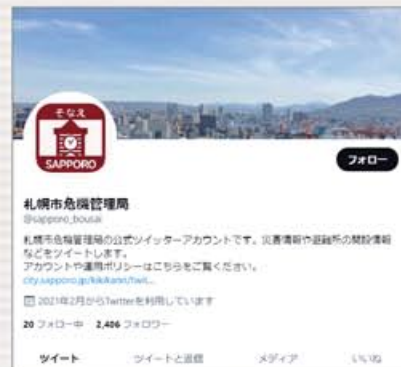 そなえ
SAPPORO
フォロー
札幌市危機管理局
@sapporo_bousai
札幌市危機管理局の公式ツイッターアカウントです。災害情報や避難所の開設情報
などをツイートします。
アカウントや運用ポリシーはこちらをご覧ください。
city.sapporo.jp/kikikanri/twit...
2021年2月からTwitterを利用しています
20 フォロー中 2,406 フォロワー
ツイート ツイートと返信 メディア いいね